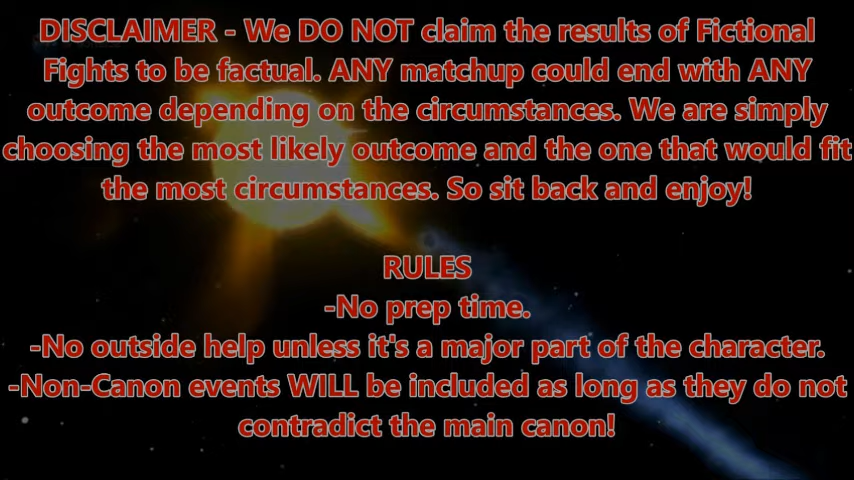 DISCLAIMER - We DO NOT claim the results of Fictional
Fights to be factual. ANY matchup could end with ANY
outcome depending on the circumstances. We are simply
choosing the most likely outcome and the one that would fit
the most circumstances. So sit back and enjoy!
RULES
-No prep time.
-No outside help unless it's a major part of the character.
-Non-Canon events WILL be included as long as they do not
contradict the main canon!